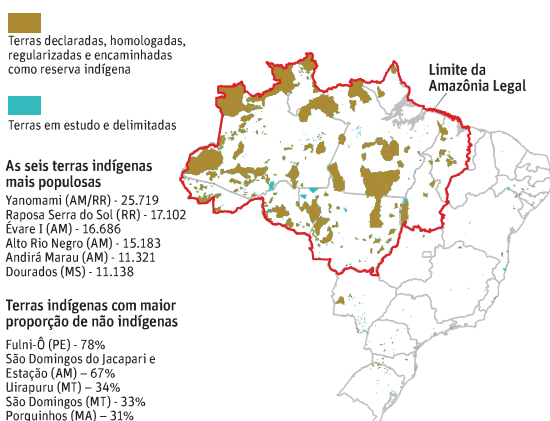 Terras declaradas, homologadas,
regularizadas e encaminhadas
como reserva indígena
Terras em estudo e delimitadas
As seis terras indígenas
mais populosas
Yanomami (AM/RR) - 25.719
Raposa Serra do Sol (RR) - 17.102
Évare I (AM) - 16.686
Alto Rio Negro (AM) - 15.183
Andirá Marau (AM) - 11.321
Dourados (MS) - 11.138
Terras indígenas com maior
proporção de não indígenas
Fulni-Ô (PE) - 78%
São Domingos do Jacapari e
Estação (AM) – 67%
Uirapuru (MT) – 34%
São Domingos (MT) - 33%
Porquinhos (MA) – 31%
Limite da
Amazônia Legal